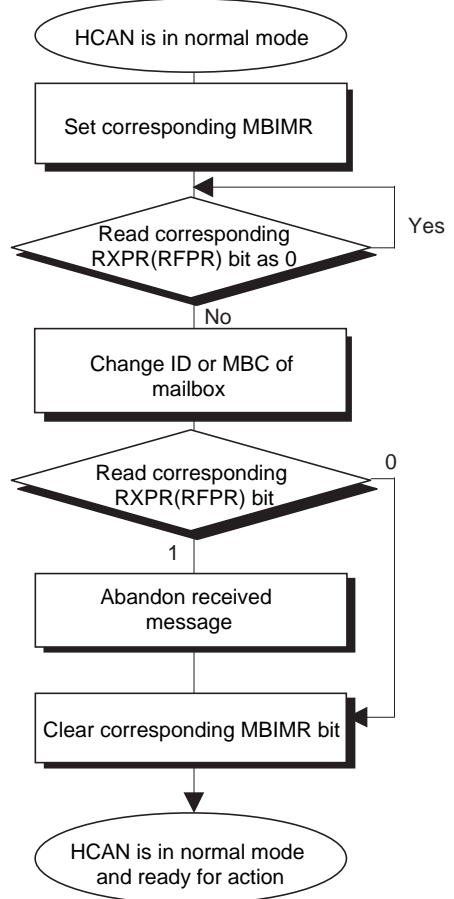 HCAN is in normal mode
Set corresponding MBIMR
Read corresponding
RXPR(RFPR) bit as 0
Yes
No
Change ID or MBC of
mailbox
Read corresponding
RXPR(RFPR) bit
0
1
Abandon received
message
Clear corresponding MBIMR bit
HCAN is in normal mode
and ready for action